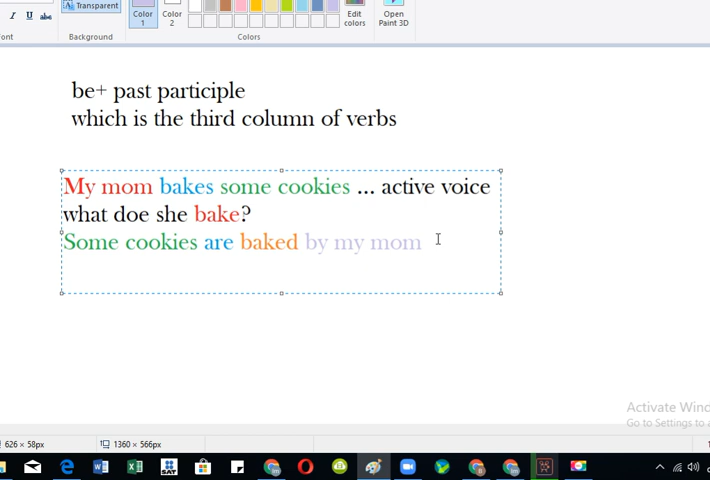 Transparent
Color
1
Color
2
Edit
colors
Open
Paint 3D
Background
Colors
be+ past participle
which is the third column of verbs
My mom bakes some cookies ... active voice
what doe she bake?
Some cookies are baked by my mom
Activate Wind
Go to Settings to a
626 × 58px
1360 × 566px